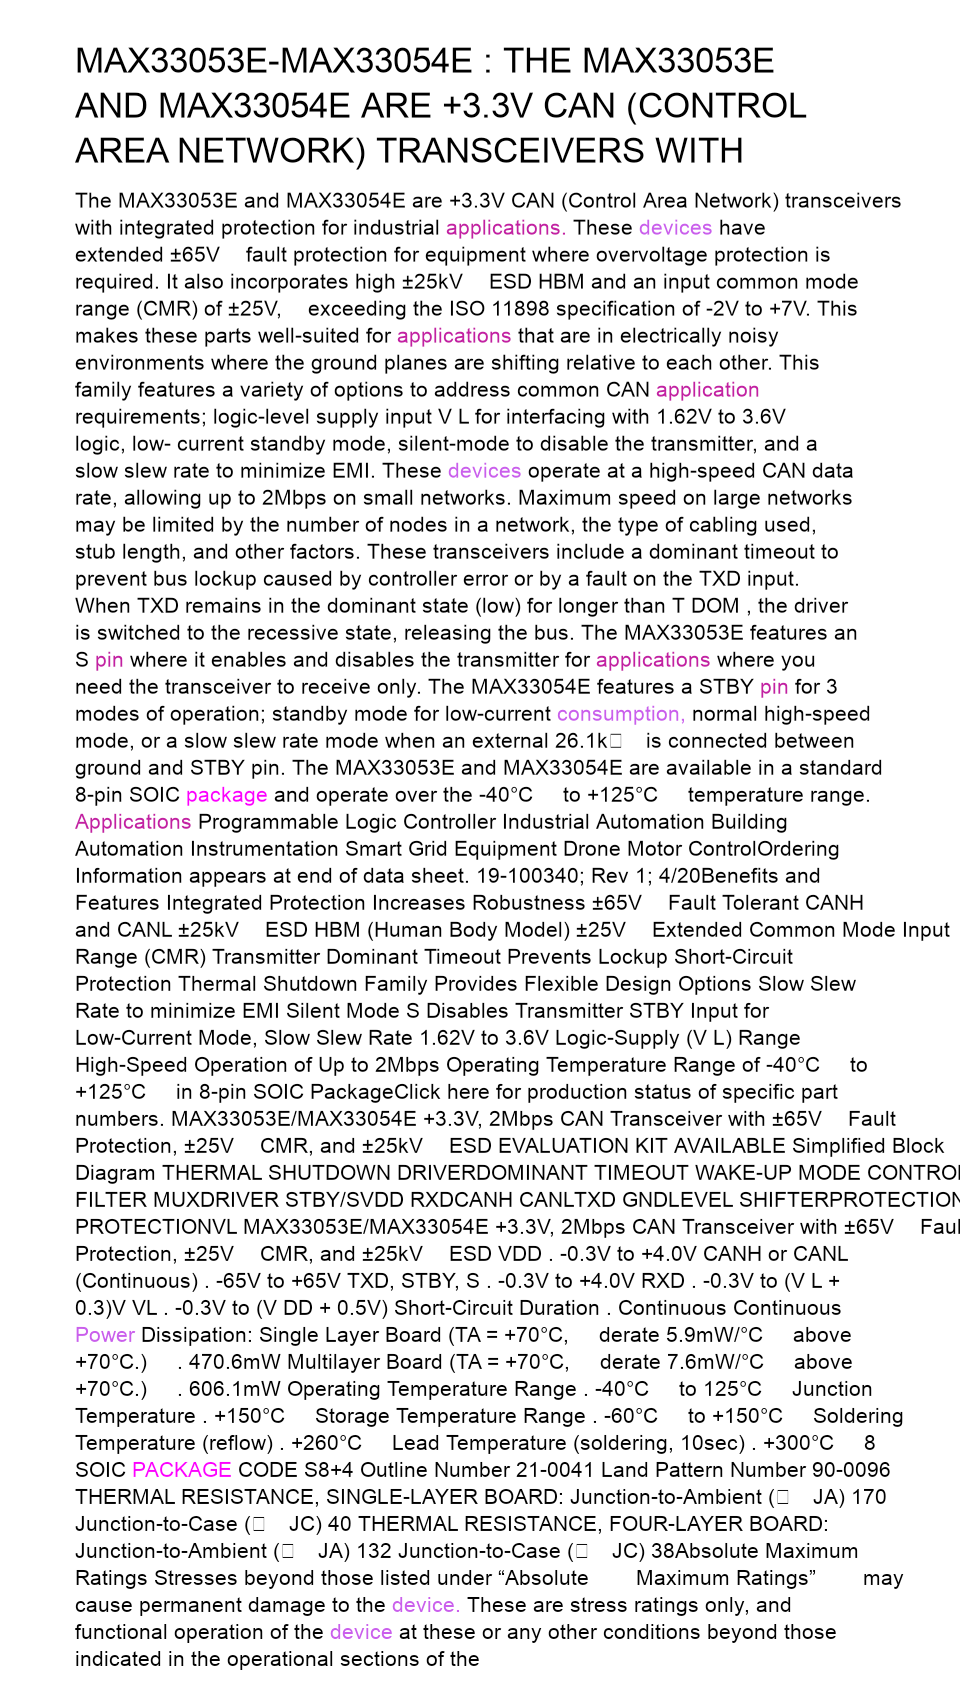 MAX33053E-MAX33054E : THE MAX33053E
AND MAX33054E ARE +3.3V CAN (CONTROL
AREA NETWORK) TRANSCEIVERS WITH
The MAX33053E and MAX33054E are +3.3V CAN (Control Area Network) transceivers
with integrated protection for industrial applications. These devices have
extended ±65V fault protection for equipment where overvoltage protection is
required. It also incorporates high ±25kV ESD HBM and an input common mode
range (CMR) of ±25V, exceeding the ISO 11898 specification of -2V to +7V. This
makes these parts well-suited for applications that are in electrically noisy
environments where the ground planes are shifting relative to each other. This
family features a variety of options to address common CAN application
requirements; logic-level supply input V L for interfacing with 1.62V to 3.6V
logic, low- current standby mode, silent-mode to disable the transmitter, and a
slow slew rate to minimize EMI. These devices operate at a high-speed CAN data
rate, allowing up to 2Mbps on small networks. Maximum speed on large networks
may be limited by the number of nodes in a network, the type of cabling used,
stub length, and other factors. These transceivers include a dominant timeout to
prevent bus lockup caused by controller error or by a fault on the TXD input.
When TXD remains in the dominant state (low) for longer than T DOM , the driver
is switched to the recessive state, releasing the bus. The MAX33053E features an
S pin where it enables and disables the transmitter for applications where you
need the transceiver to receive only. The MAX33054E features a STBY pin for 3
modes of operation; standby mode for low-current consumption, normal high-speed
mode, or a slow slew rate mode when an external 26.1k□ is connected between
ground and STBY pin. The MAX33053E and MAX33054E are available in a standard
8-pin SOIC package and operate over the -40°C to +125°C temperature range.
Applications Programmable Logic Controller Industrial Automation Building
Automation Instrumentation Smart Grid Equipment Drone Motor ControlOrdering
Information appears at end of data sheet. 19-100340; Rev 1; 4/20Benefits and
Features Integrated Protection Increases Robustness ±65V Fault Tolerant CANH
and CANL ±25kV ESD HBM (Human Body Model) ±25V Extended Common Mode Input
Range (CMR) Transmitter Dominant Timeout Prevents Lockup Short-Circuit
Protection Thermal Shutdown Family Provides Flexible Design Options Slow Slew
Rate to minimize EMI Silent Mode S Disables Transmitter STBY Input for
Low-Current Mode, Slow Slew Rate 1.62V to 3.6V Logic-Supply (V L) Range
High-Speed Operation of Up to 2Mbps Operating Temperature Range of -40°C to
+125°C in 8-pin SOIC PackageClick here for production status of specific part
numbers. MAX33053E/MAX33054E +3.3V, 2Mbps CAN Transceiver with ±65V Fault
Protection, ±25V CMR, and ±25kV ESD EVALUATION KIT AVAILABLE Simplified Block
Diagram THERMAL SHUTDOWN DRIVERDOMINANT TIMEOUT WAKE-UP MODE CONTROL
FILTER MUXDRIVER STBY/SVDD RXDCANH CANLTXD GNDLEVEL SHIFTERPROTECTION
PROTECTIONVL MAX33053E/MAX33054E +3.3V, 2Mbps CAN Transceiver with ±65V Faul
Protection, ±25V CMR, and ±25kV ESD VDD . -0.3V to +4.0V CANH or CANL
(Continuous) . -65V to +65V TXD, STBY, S . -0.3V to +4.0V RXD . -0.3V to (V L +
0.3)V VL . -0.3V to (V DD + 0.5V) Short-Circuit Duration . Continuous Continuous
Power Dissipation: Single Layer Board (TA = +70°C, derate 5.9mW/°C above
+70°C.) . 470.6mW Multilayer Board (TA = +70°C, derate 7.6mW/°C above
+70°C.) . 606.1mW Operating Temperature Range . -40°C to 125°C Junction
Temperature . +150°C Storage Temperature Range . -60°C to +150°C Soldering
Temperature (reflow) . +260°C Lead Temperature (soldering, 10sec) . +300°C 8
SOIC PACKAGE CODE S8+4 Outline Number 21-0041 Land Pattern Number 90-0096
THERMAL RESISTANCE, SINGLE-LAYER BOARD: Junction-to-Ambient (□ JA) 170
Junction-to-Case (□ JC) 40 THERMAL RESISTANCE, FOUR-LAYER BOARD:
Junction-to-Ambient (□ JA) 132 Junction-to-Case (□ JC) 38Absolute Maximum
Ratings Stresses beyond those listed under “Absolute Maximum Ratings” may
cause permanent damage to the device. These are stress ratings only, and
functional operation of the device at these or any other conditions beyond those
indicated in the operational sections of the